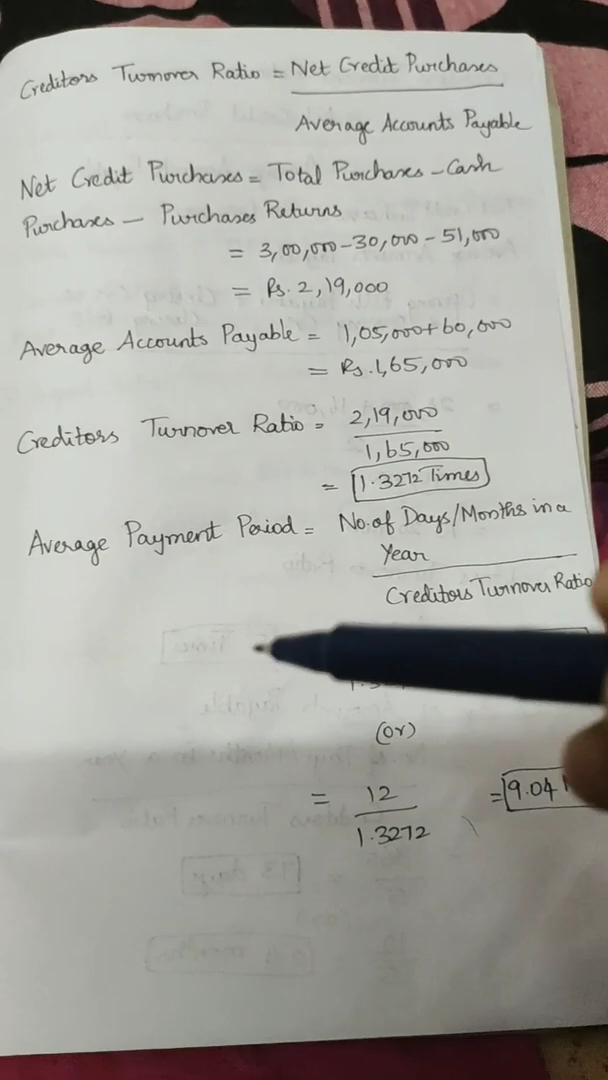 Creditors Turnover Ratio = Net Credit Purchases
Average Accounts Payable
Net Credit Purchases = Total Purchases - Cash
Purchases - Purchases Returns
= 3,00,000 - 30,000 - 51,000
= Rs. 2,19,000
Average Accounts Payable = 1,05,000 + 60,000
= Rs. 1,65,000
Creditors Turnover Ratio = 2,19,000
1,65,000
= 1.3272 Times
Average Payment Period = No. of Days/Months in a
Year
Creditors Turnover Ratio
(or)
= 12 = 9.04
1.3272